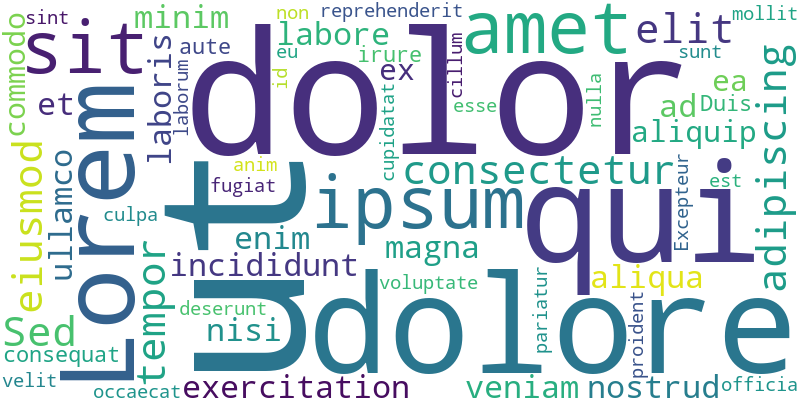 sint
minim
non
reprehenderit
mollit
commodo
sit
aute
labore
amet
elit
laboris
eu
irure
sunt
dolor
et
laborum
id
ex
cillum
ea
esse
nulla
ad
Duis
Lorem
cupidatat
aliquip
adipiscing
eiusmod
ullamco
anim
fugiat
consectetur
Excepteur
est
ut
ipsum
qui
culpa
enim
magna
tempor
incididunt
voluptate
aliqua
pariatur
dolore
proident
deserunt
Sed
nisi
consequat
velit
occaecat
exercitation
veniam
nostrud
officia